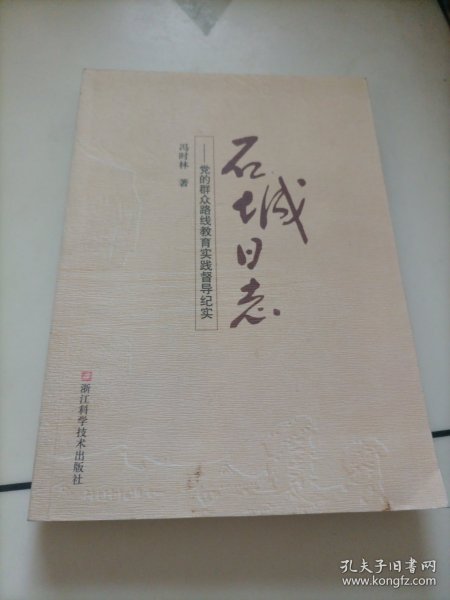 石城日志
——党的群众路线教育实践督导纪实
冯时林 著
浙江科学技术出版社
孔夫子旧书网
www.kongfz.com